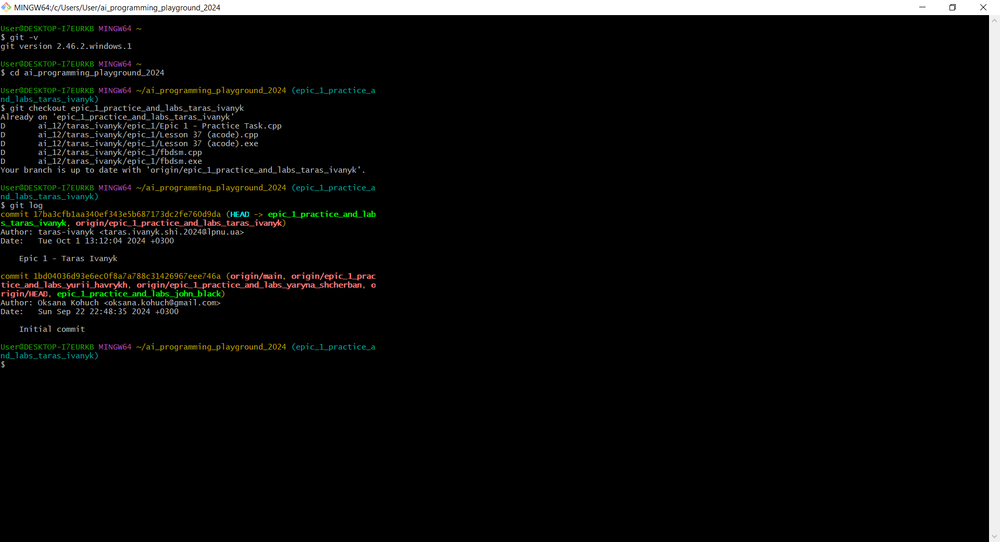 MINGW64:/c/Users/User/ai_programming_playground_2024
User@DESKTOP-I7EURKB MINGW64 ~
$ git -v
git version 2.46.2.windows.1
User@DESKTOP-I7EURKB MINGW64 ~
$ cd ai_programming_playground_2024
User@DESKTOP-I7EURKB MINGW64 ~/ai_programming_playground_2024 (epic_1_practice_a
nd_labs_taras_ivanyk)
$ git checkout epic_1_practice_and_labs_taras_ivanyk
Already on 'epic_1_practice_and_labs_taras_ivanyk'
D       ai_12/taras_ivanyk/epic_1/Epic 1 - Practice Task.cpp
D       ai_12/taras_ivanyk/epic_1/Lesson 37 (acode).cpp
D       ai_12/taras_ivanyk/epic_1/Lesson 37 (acode).exe
D       ai_12/taras_ivanyk/epic_1/fbdsm.cpp
D       ai_12/taras_ivanyk/epic_1/fbdsm.exe
Your branch is up to date with 'origin/epic_1_practice_and_labs_taras_ivanyk'.
User@DESKTOP-I7EURKB MINGW64 ~/ai_programming_playground_2024 (epic_1_practice_a
nd_labs_taras_ivanyk)
$ git log
commit 17ba3cfb1aa340ef343e5b687173dc2fe760d9da (HEAD -> epic_1_practice_and_lab
s_taras_ivanyk, origin/epic_1_practice_and_labs_taras_ivanyk)
Author: taras-ivanyk <taras.ivanyk.shi.2024@lpnu.ua>
Date:   Tue Oct 1 13:12:04 2024 +0300
    Epic 1 - Taras Ivanyk
commit 1bd04036d93e6ec0f8a7a788c31426967eee746a (origin/main, origin/epic_1_prac
tice_and_labs_yurii_havrykh, origin/epic_1_practice_and_labs_yaryna_shcherban, o
rigin/HEAD, epic_1_practice_and_labs_john_black)
Author: Oksana Kohuch <oksana.kohuch@gmail.com>
Date:   Sun Sep 22 22:48:35 2024 +0300
    Initial commit
User@DESKTOP-I7EURKB MINGW64 ~/ai_programming_playground_2024 (epic_1_practice_a
nd_labs_taras_ivanyk)
$